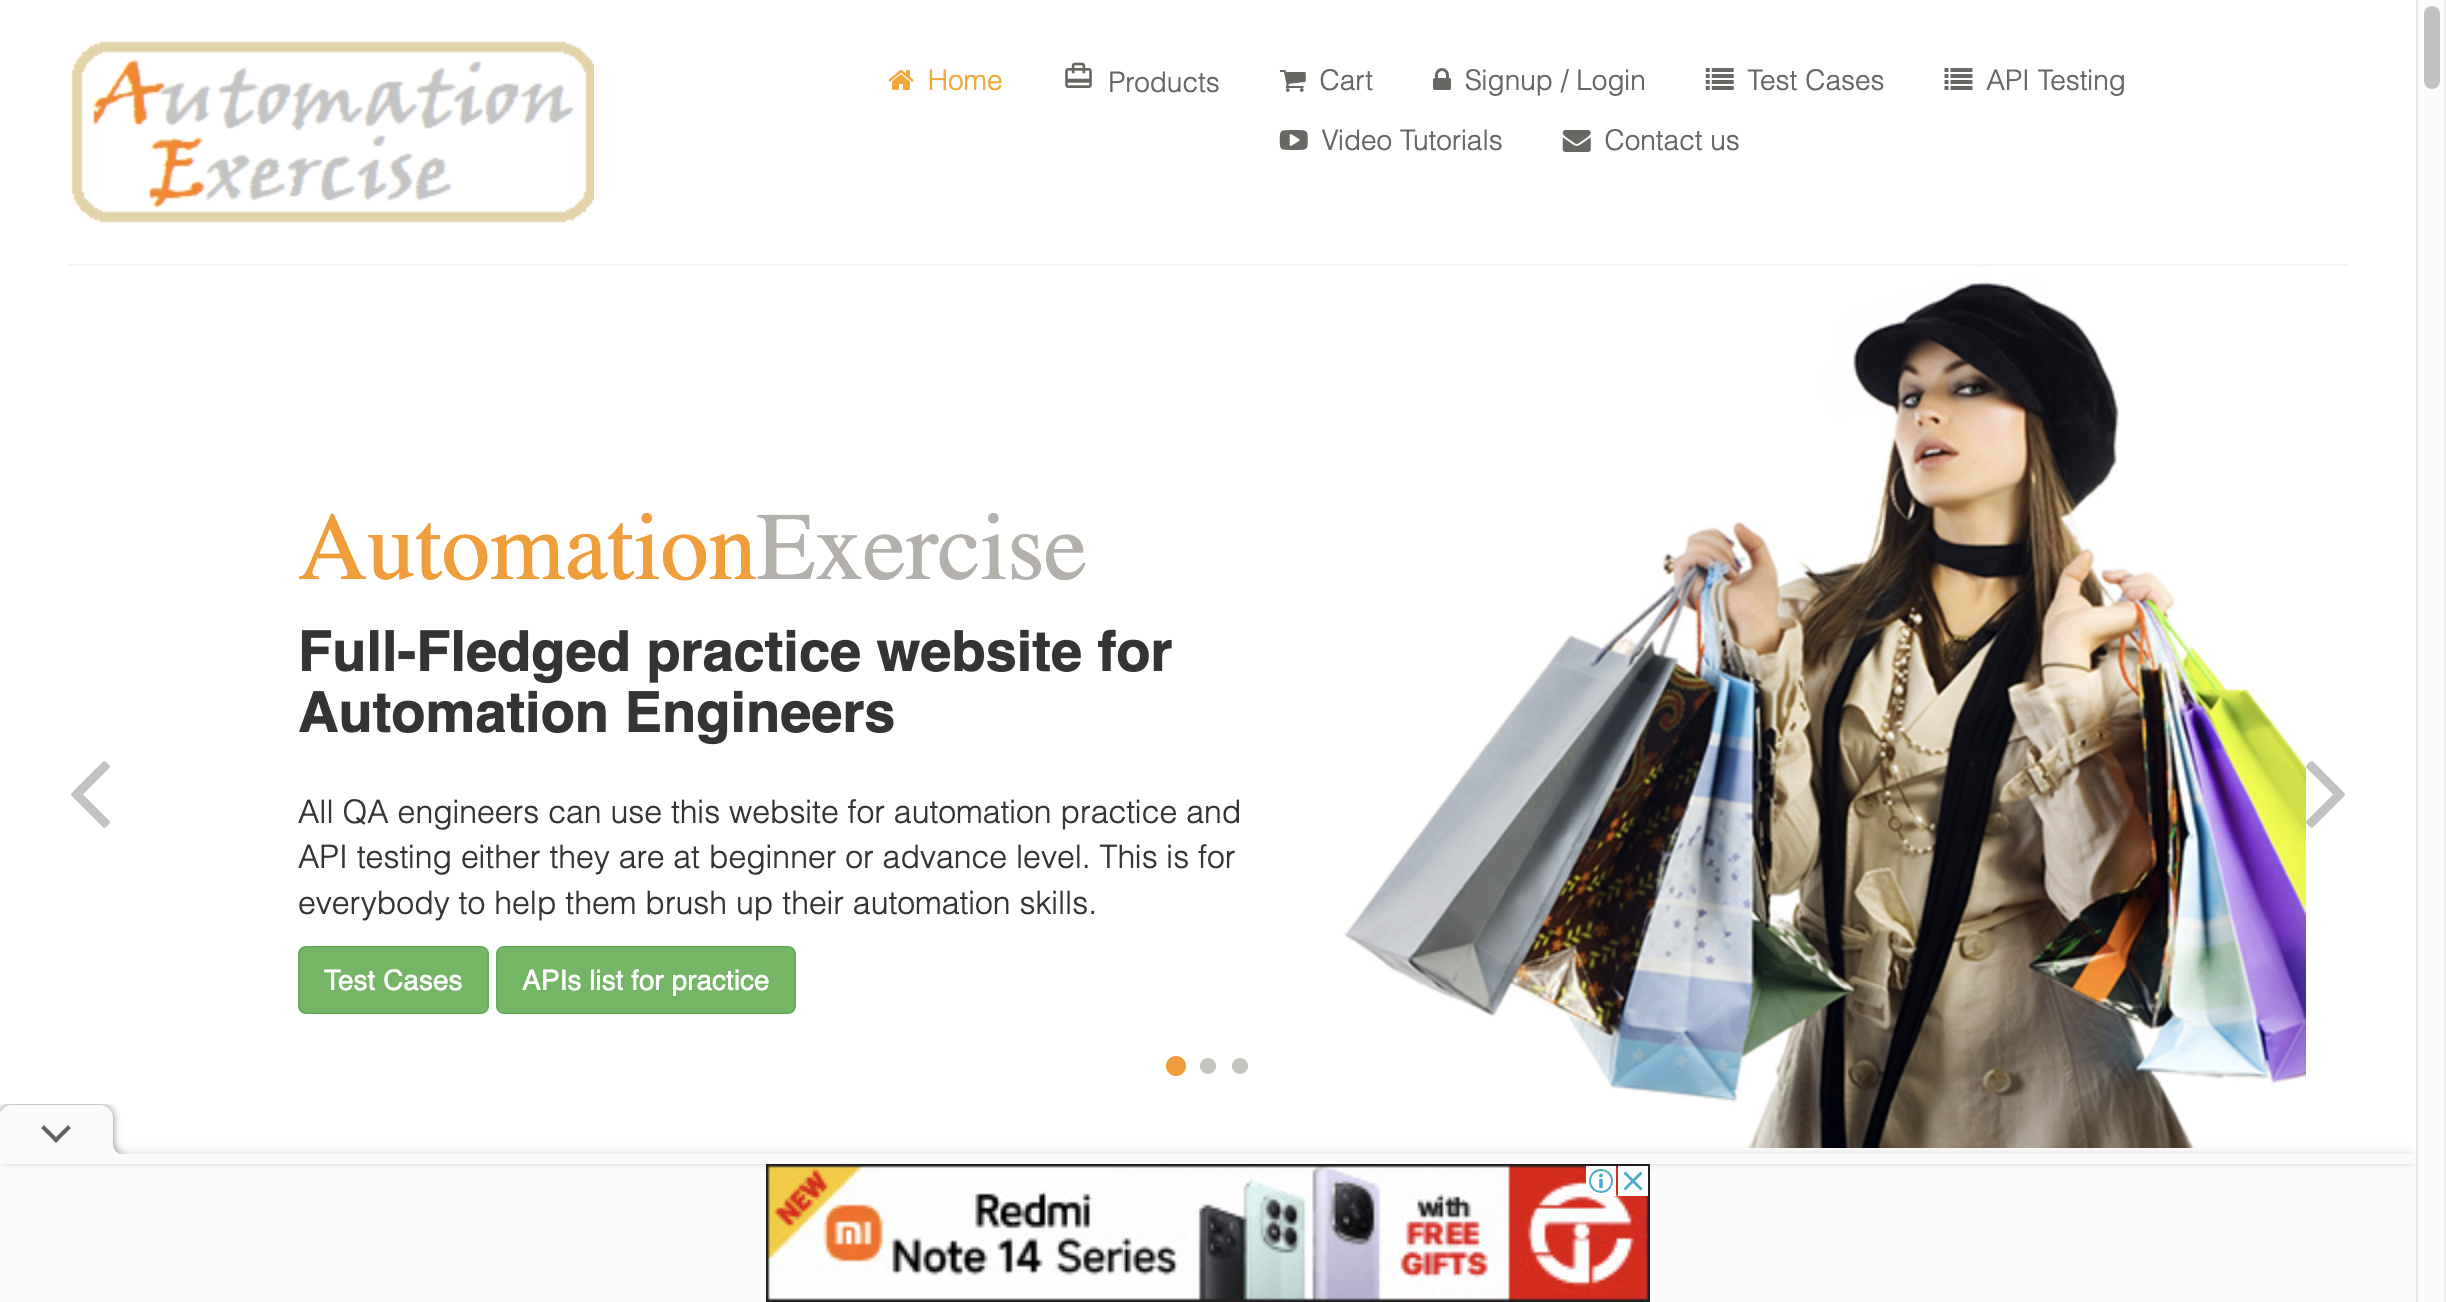 Automation
Exercise
Home Products Cart Signup / Login Test Cases API Testing
Video Tutorials Contact us
AutomationExercise
Full-Fledged practice website for
Automation Engineers
All QA engineers can use this website for automation practice and
API testing either they are at beginner or advance level. This is for
everybody to help them brush up their automation skills.
Test Cases APIs list for practice
NEW
mi
Redmi
Note 14 Series
with
FREE
GIFTS